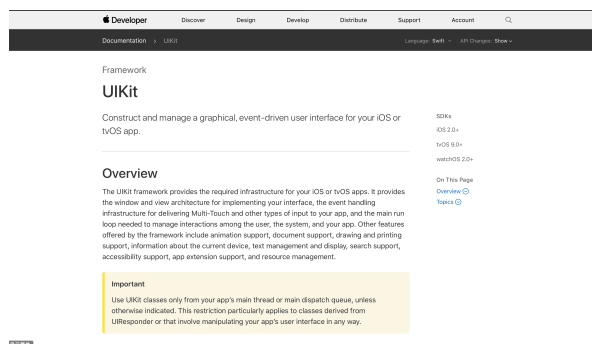 Developer
Discover
Design
Develop
Distribute
Support
Account
Documentation > UIKit
Language: Swift
API Changes: Show
Framework
UIKit
Construct and manage a graphical, event-driven user interface for your iOS or
tvOS app.
SDKs
iOS 2.0+
tvOS 9.0+
watchOS 2.0+
On This Page
Overview
Topics
Overview
The UIKit framework provides the required infrastructure for your iOS or tvOS apps. It provides
the window and view architecture for implementing your interface, the event handling
infrastructure for delivering Multi-Touch and other types of input to your app, and the main run
loop needed to manage interactions among the user, the system, and your app. Other features
offered by the framework include animation support, document support, drawing and printing
support, information about the current device, text management and display, search support,
accessibility support, app extension support, and resource management.
Important
Use UIKit classes only from your app's main thread or main dispatch queue, unless
otherwise indicated. This restriction particularly applies to classes derived from
UIResponder or that involve manipulating your app's user interface in any way.